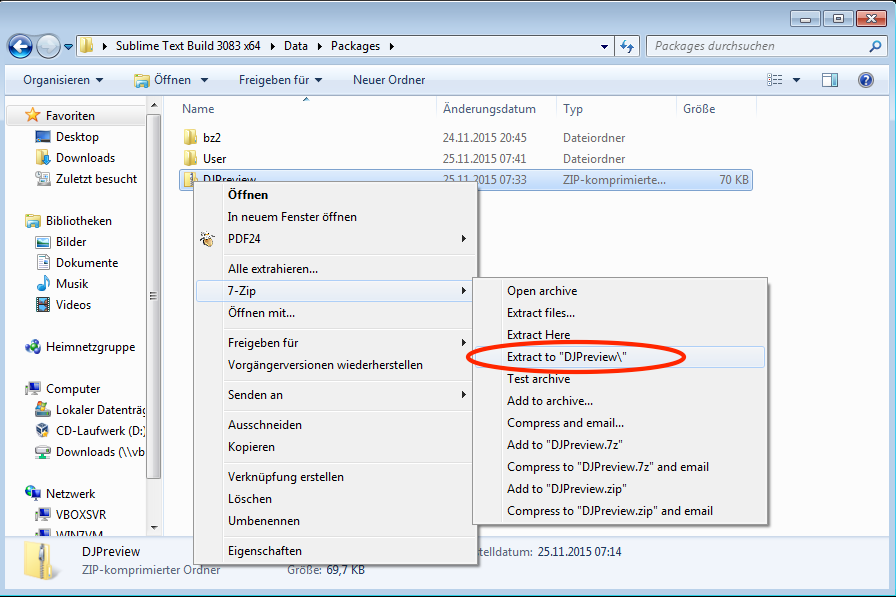 Sublime Text Build 3083 x64 Data Packages
Packages durchsuchen
Organisieren Öffnen Freigeben für Neuer Ordner
Name Änderungsdatum Typ Größe
Favoriten
Desktop
Downloads
Zuletzt besucht
Bibliotheken
Bilder
Dokumente
Musik
Videos
Heimnetzgruppe
Computer
Lokaler Datenträg
CD-Laufwerk (D:)
Downloads (\\vb
Netzwerk
VBOXSVR
WIN7VM
bz2 24.11.2015 20:45 Dateiordner
User 25.11.2015 07:41 Dateiordner
DJPreview 25.11.2015 07:33 ZIP-komprimierte... 70 KB
Öffnen
In neuem Fenster öffnen
PDF24
Alle extrahieren...
7-Zip
Öffnen mit...
Freigeben für
Vorgängerversionen wiederherstellen
Senden an
Ausschneiden
Kopieren
Verknüpfung erstellen
Löschen
Umbenennen
Eigenschaften
Open archive
Extract files...
Extract Here
Extract to "DJPreview\"
Test archive
Add to archive...
Compress and email...
Add to "DJPreview.7z"
Compress to "DJPreview.7z" and email
Add to "DJPreview.zip"
Compress to "DJPreview.zip" and email
DJPreview telldatum: 25.11.2015 07:14
ZIP-komprimierter Ordner Größe: 69,7 KB